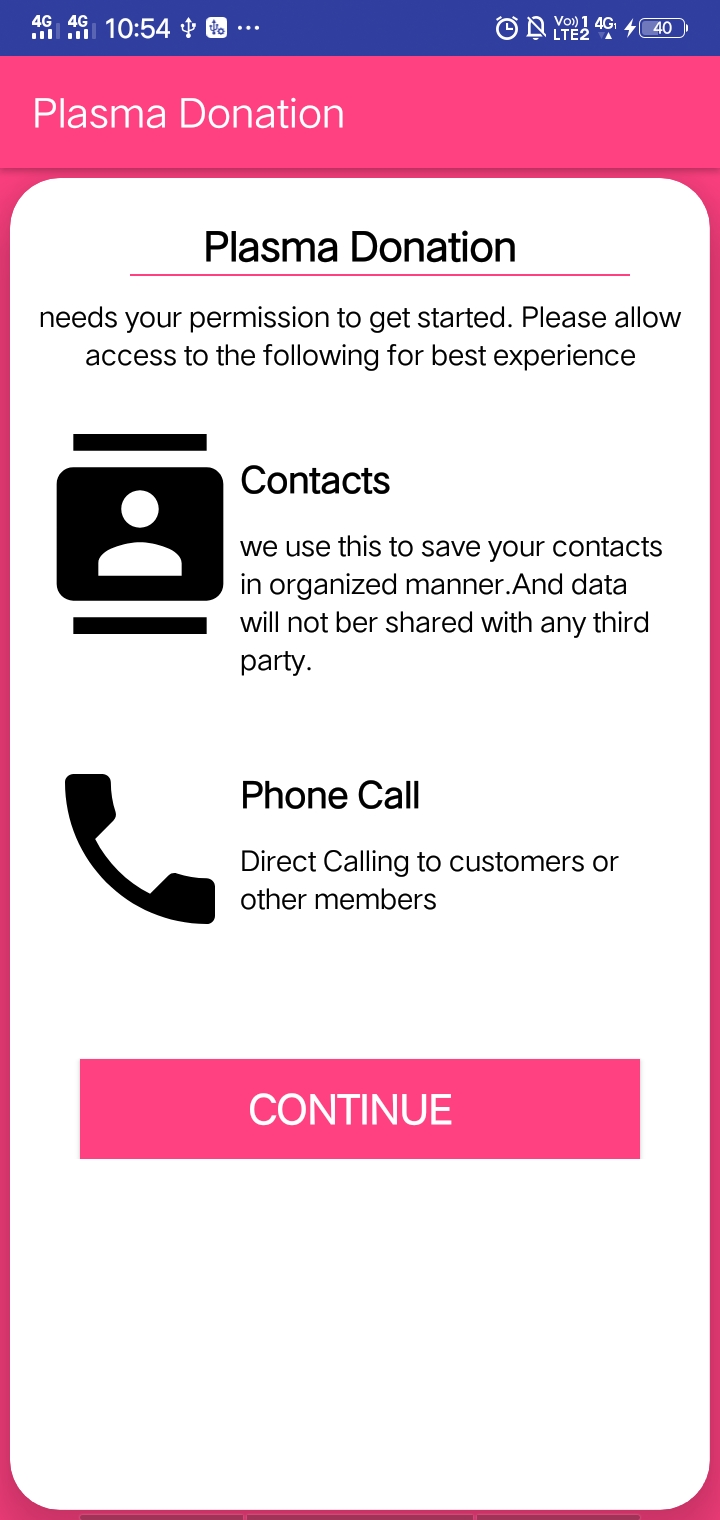 4G 4G 10:54 ... Vo)) 1 LTE2 4G 40
Plasma Donation
Plasma Donation
needs your permission to get started. Please allow
access to the following for best experience
Contacts
we use this to save your contacts
in organized manner.And data
will not ber shared with any third
party.
Phone Call
Direct Calling to customers or
other members
CONTINUE